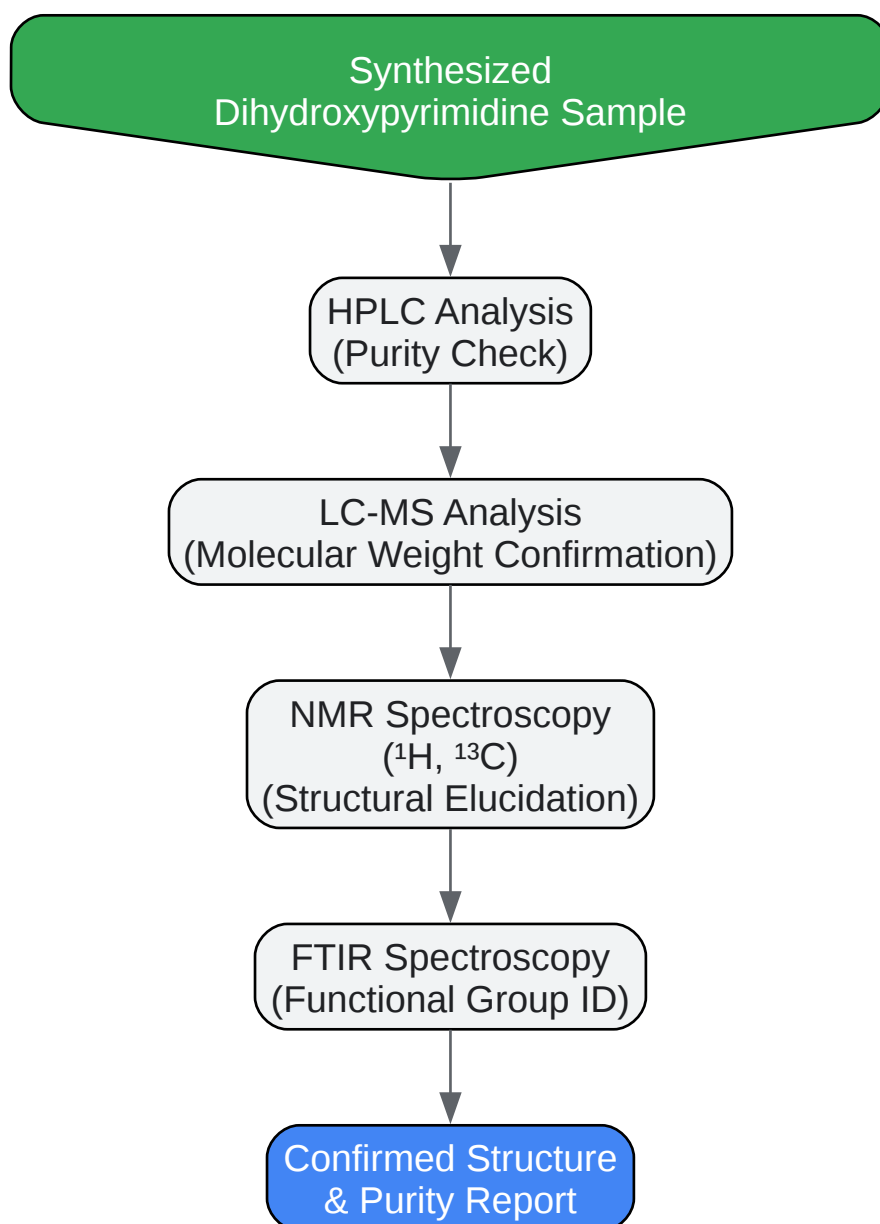 Synthesized
Dihydroxypyrimidine Sample
HPLC Analysis
(Purity Check)
LC-MS Analysis
(Molecular Weight Confirmation)
NMR Spectroscopy
(¹H, ¹³C)
(Structural Elucidation)
FTIR Spectroscopy
(Functional Group ID)
Confirmed Structure
& Purity Report